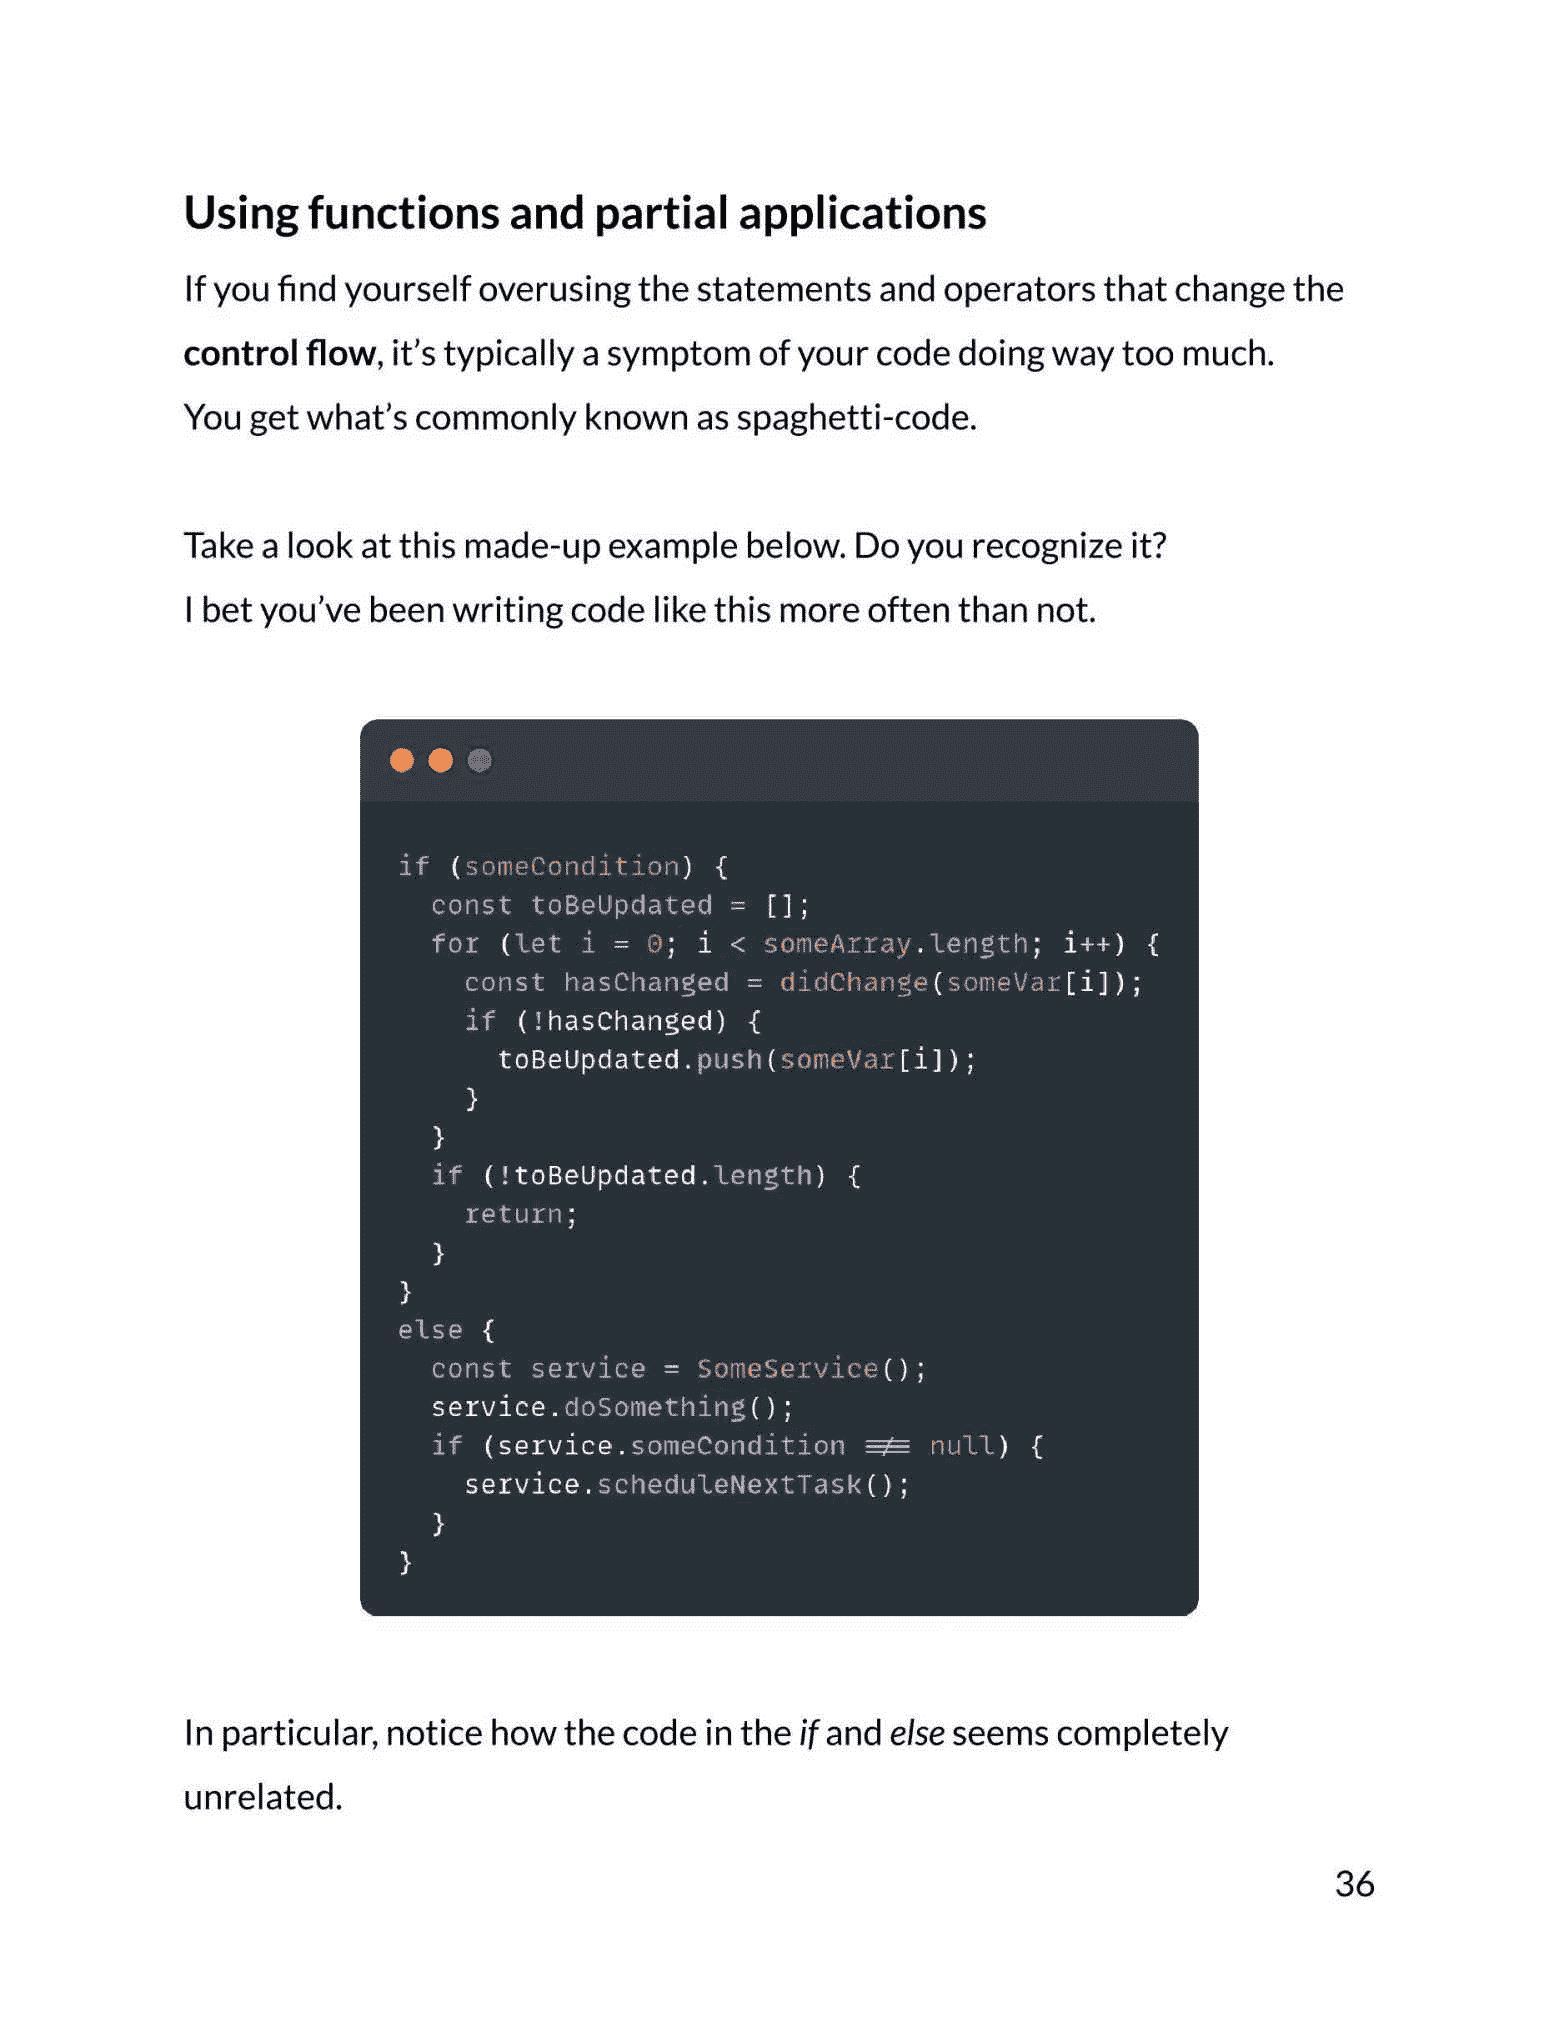 Using functions and partial applications
If you find yourself overusing the statements and operators that change the
control flow, it’s typically a symptom of your code doing way too much.
You get what’s commonly known as spaghetti-code.
Take a look at this made-up example below. Do you recognize it?
I bet you’ve been writing code like this more often than not.
if (someCondition) {
  const toBeUpdated = [];
  for (let i = 0; i < someArray.length; i++) {
    const hasChanged = didChange(someVar[i]);
    if (!hasChanged) {
      toBeUpdated.push(someVar[i]);
    }
  }
  if (!toBeUpdated.length) {
    return;
  }
}
else {
  const service = SomeService();
  service.doSomething();
  if (service.someCondition !== null) {
    service.scheduleNextTask();
  }
}
In particular, notice how the code in the if and else seems completely
unrelated.
36